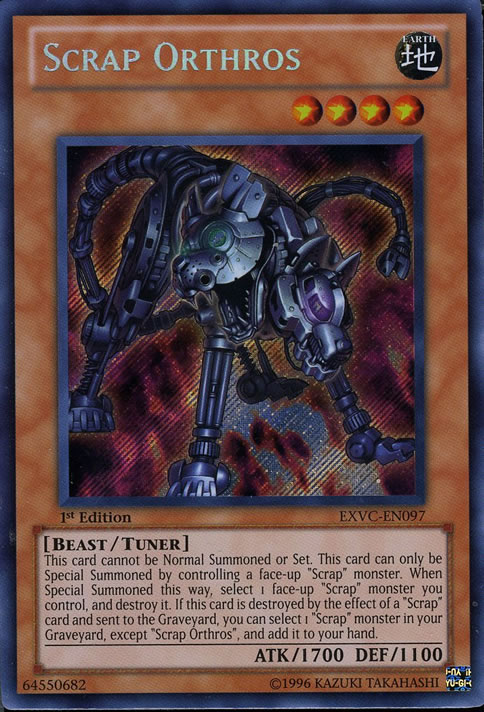 SCRAP ORTHROS
EARTH
地
1st Edition
EXVC-EN097
[BEAST / TUNER]
This card cannot be Normal Summoned or Set. This card can only be
Special Summoned by controlling a face-up "Scrap" monster. When
Special Summoned this way, select 1 face-up "Scrap" monster you
control, and destroy it. If this card is destroyed by the effect of a "Scrap"
card and sent to the Graveyard, you can select 1 "Scrap" monster in your
Graveyard, except "Scrap Orthros", and add it to your hand.
ATK/1700 DEF/1100
64550682
©1996 KAZUKI TAKAHASHI